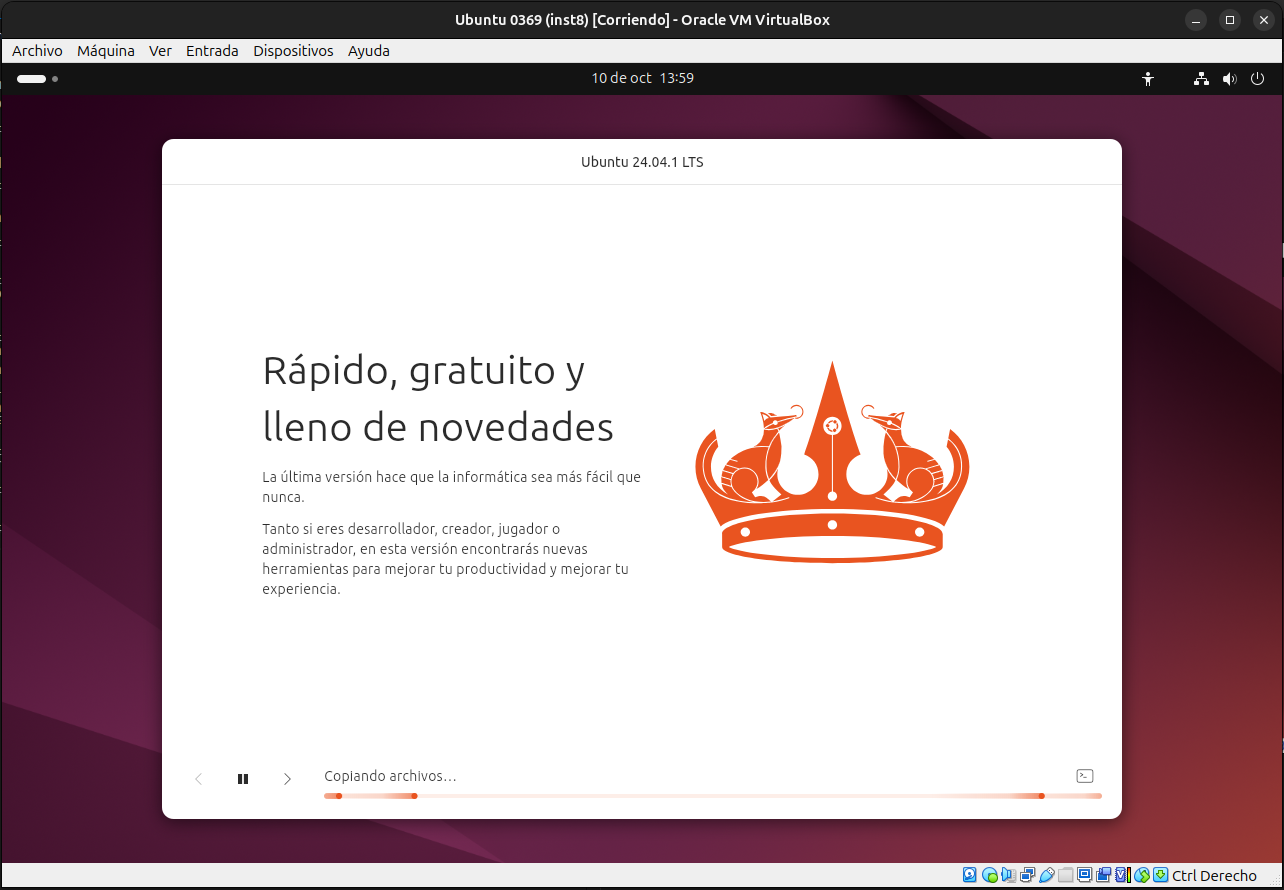 Ubuntu 0369 (inst8) [Corriendo] - Oracle VM VirtualBox
Archivo Máquina Ver Entrada Dispositivos Ayuda
10 de oct 13:59
Ubuntu 24.04.1 LTS
Rápido, gratuito y
lleno de novedades
La última versión hace que la informática sea más fácil que
nunca.
Tanto si eres desarrollador, creador, jugador o
administrador, en esta versión encontrarás nuevas
herramientas para mejorar tu productividad y mejorar tu
experiencia.
Copiando archivos...
Ctrl Derecho